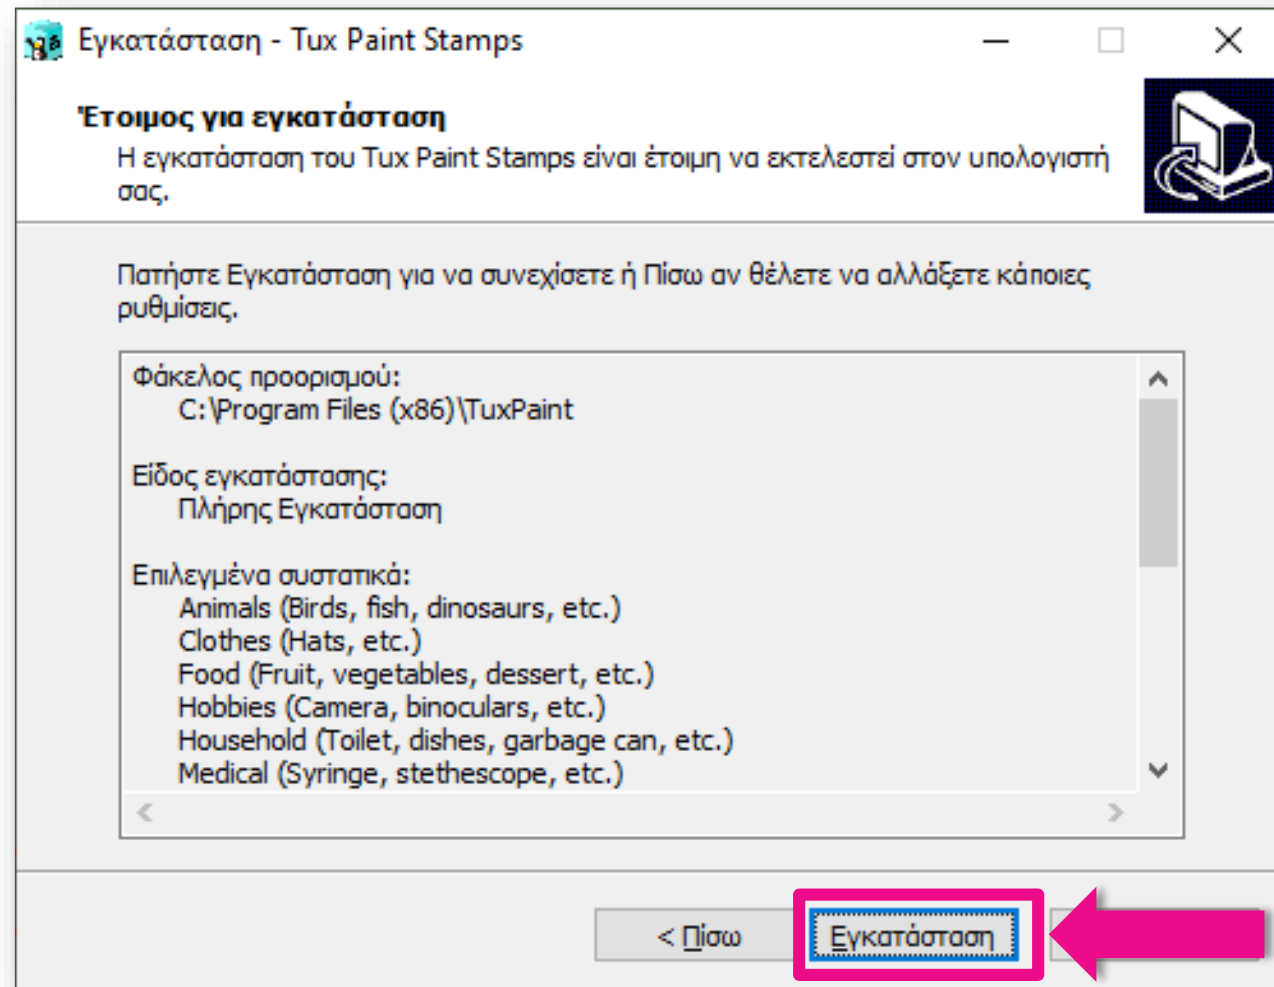 Εγκατάσταση - Tux Paint Stamps
Έτοιμος για εγκατάσταση
Η εγκατάσταση του Tux Paint Stamps είναι έτοιμη να εκτελεστεί στον υπολογιστή
σας.
Πατήστε Εγκατάσταση για να συνεχίσετε ή Πίσω αν θέλετε να αλλάξετε κάποιες
ρυθμίσεις.
Φάκελος προορισμού:
C:\Program Files (x86)\TuxPaint
Είδος εγκατάστασης:
Πλήρης Εγκατάσταση
Επιλεγμένα συστατικά:
Animals (Birds, fish, dinosaurs, etc.)
Clothes (Hats, etc.)
Food (Fruit, vegetables, dessert, etc.)
Hobbies (Camera, binoculars, etc.)
Household (Toilet, dishes, garbage can, etc.)
Medical (Syringe, stethescope, etc.)
< Πίσω Εγκατάσταση